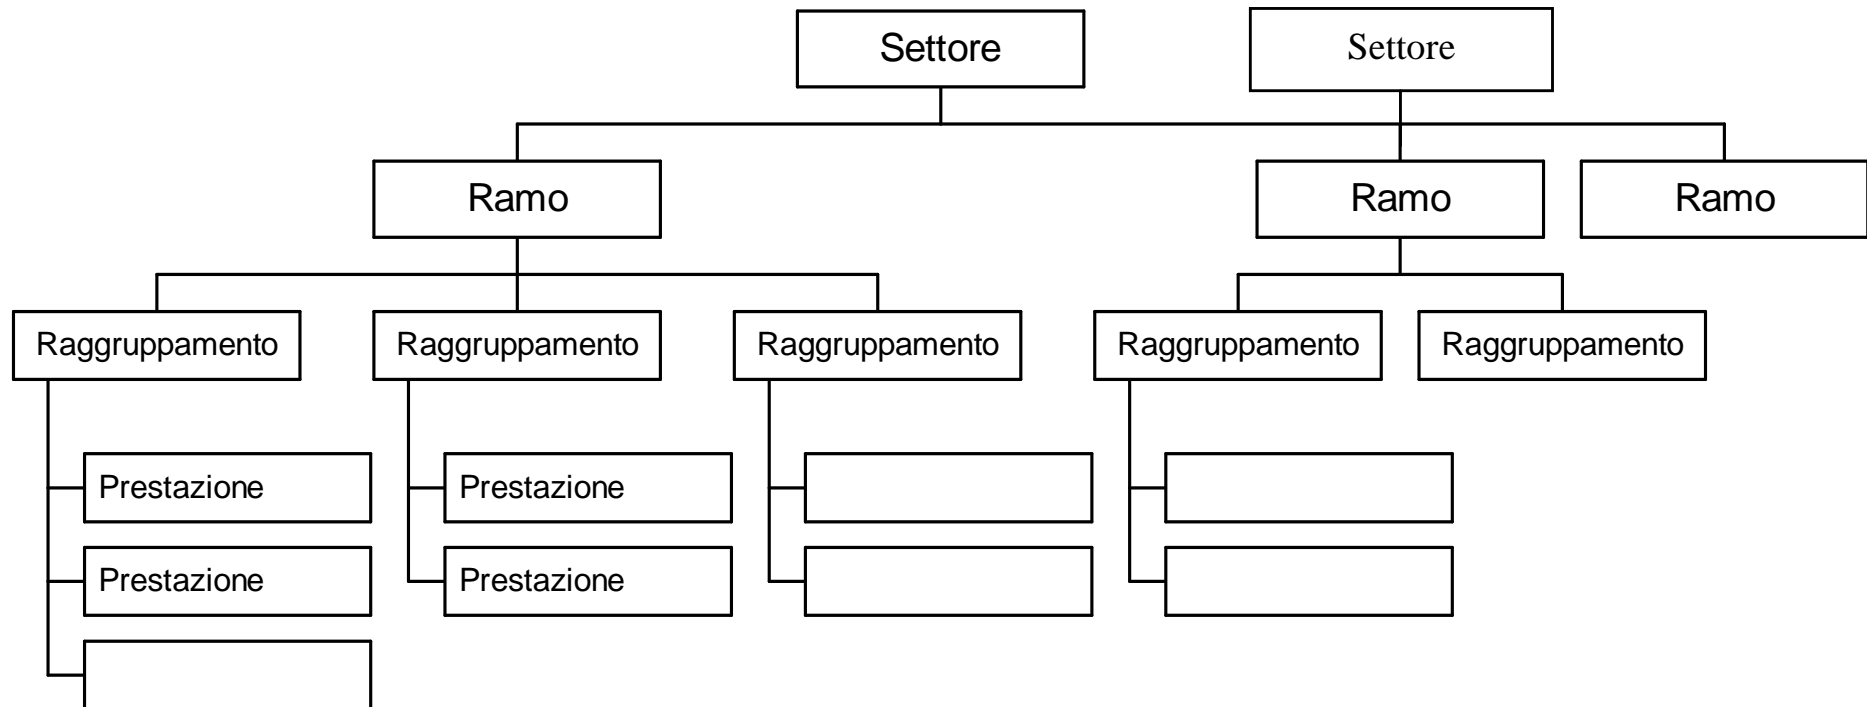 Settore
Settore
Ramo
Ramo
Ramo
Raggruppamento
Raggruppamento
Raggruppamento
Raggruppamento
Raggruppamento
Prestazione
Prestazione
Prestazione
Prestazione